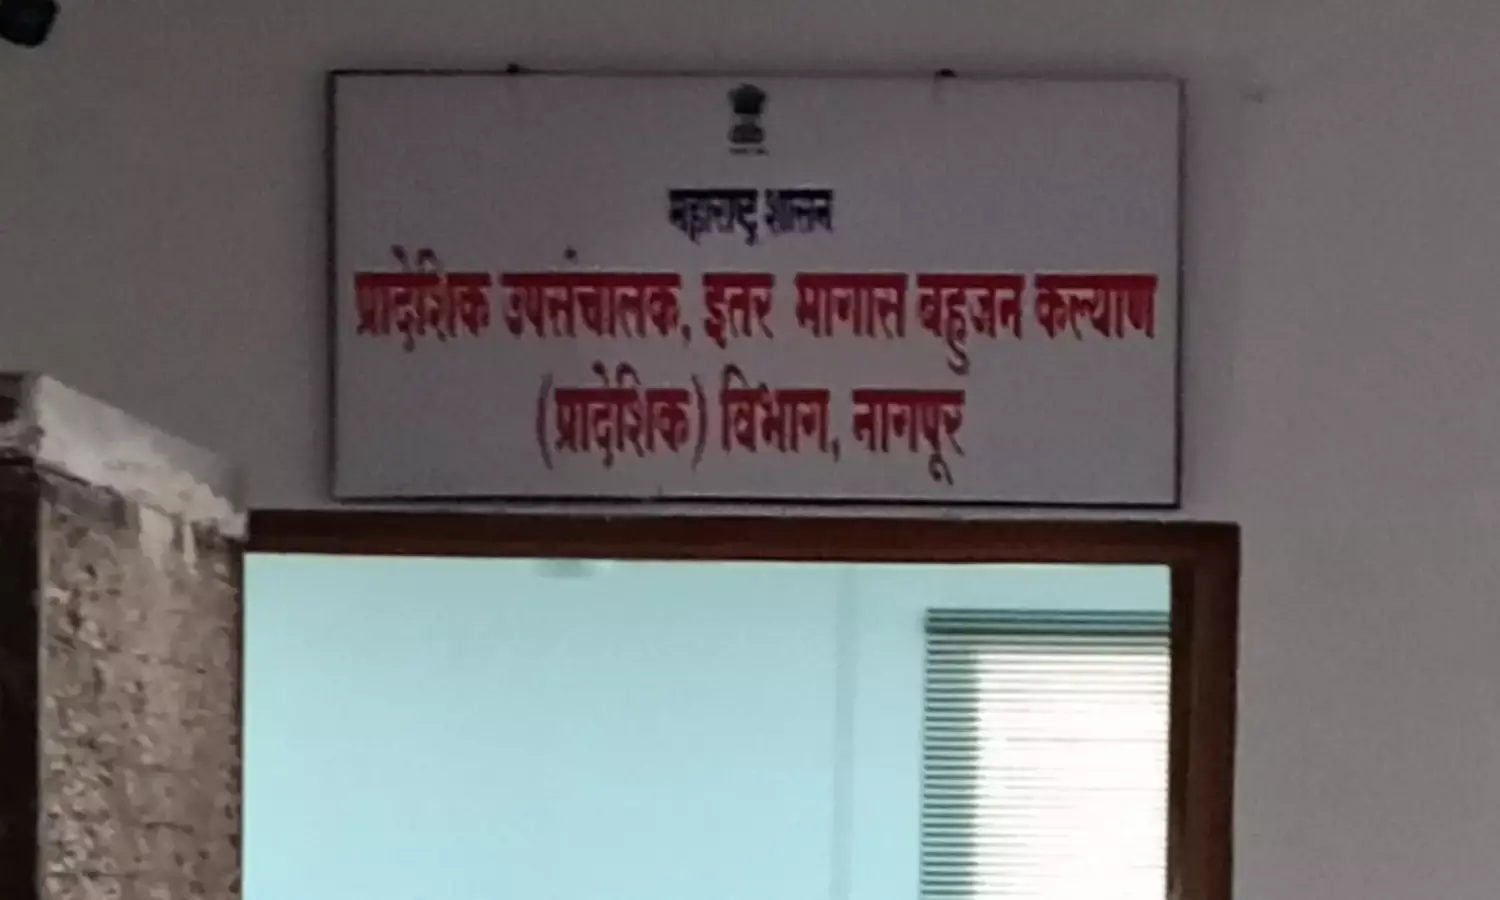 महाराष्ट्र शासन
प्रादेशिक उपसंचालक, इतर मागास बहुजन कल्याण
(प्रादेशिक) विभाग, नागपूर